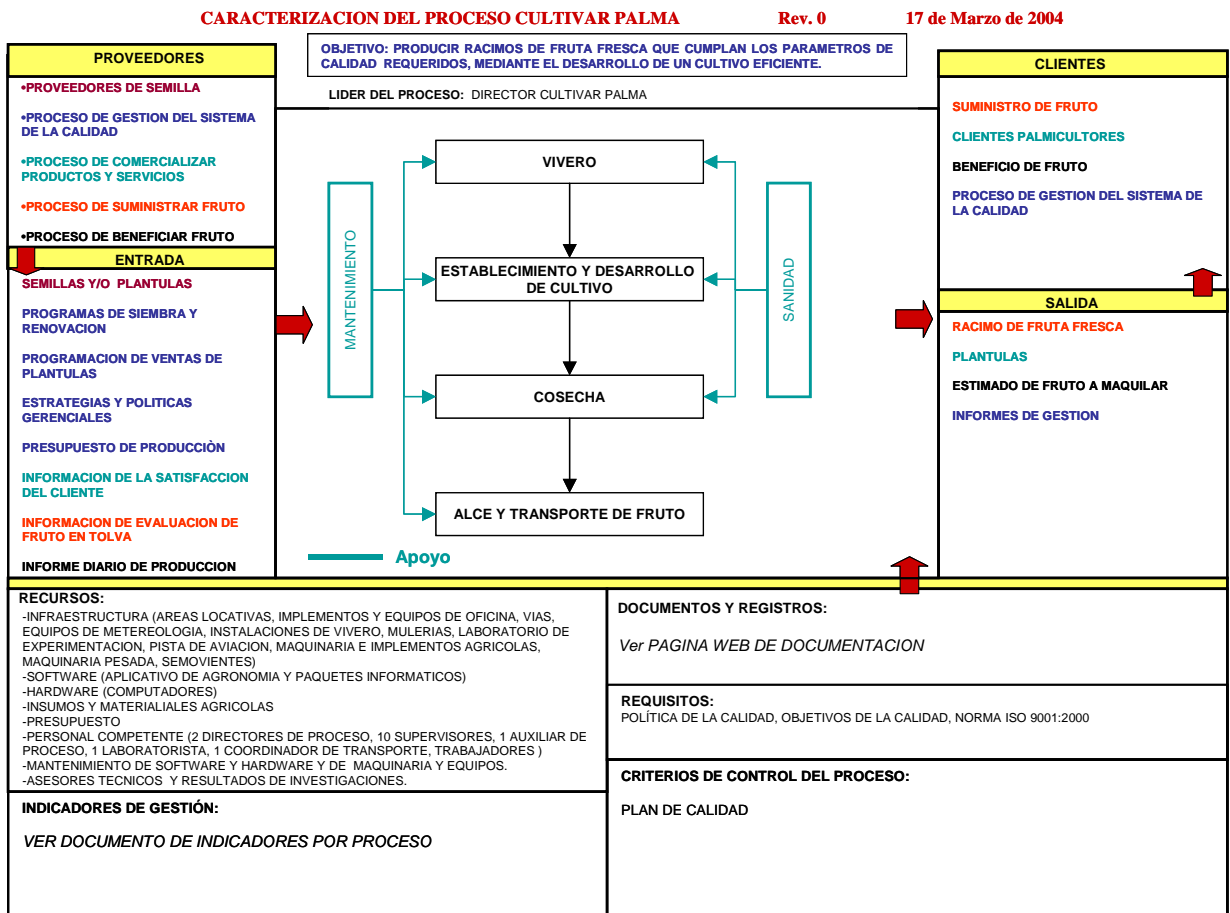 CARACTERIZACION DEL PROCESO CULTIVAR PALMA Rev. 0 17 de Marzo de 2004
PROVEEDORES
•PROVEEDORES DE SEMILLA
•PROCESO DE GESTION DEL SISTEMA
DE LA CALIDAD
•PROCESO DE COMERCIALIZAR
PRODUCTOS Y SERVICIOS
•PROCESO DE SUMINISTRAR FRUTO
•PROCESO DE BENEFICIAR FRUTO
ENTRADA
SEMILLAS Y/O PLANTULAS
PROGRAMAS DE SIEMBRA Y
RENOVACION
PROGRAMACION DE VENTAS DE
PLANTULAS
ESTRATEGIAS Y POLITICAS
GERENCIALES
PRESUPUESTO DE PRODUCCIÒN
INFORMACION DE LA SATISFACCION
DEL CLIENTE
INFORMACION DE EVALUACION DE
FRUTO EN TOLVA
INFORME DIARIO DE PRODUCCION
OBJETIVO: PRODUCIR RACIMOS DE FRUTA FRESCA QUE CUMPLAN LOS PARAMETROS DE
CALIDAD REQUERIDOS, MEDIANTE EL DESARROLLO DE UN CULTIVO EFICIENTE.
LIDER DEL PROCESO: DIRECTOR CULTIVAR PALMA
MANTENIMIENTO
VIVERO
ESTABLECIMIENTO Y DESARROLLO
DE CULTIVO
COSECHA
ALCE Y TRANSPORTE DE FRUTO
SANIDAD
Apoyo
CLIENTES
SUMINISTRO DE FRUTO
CLIENTES PALMICULTORES
BENEFICIO DE FRUTO
PROCESO DE GESTION DEL SISTEMA DE
LA CALIDAD
SALIDA
RACIMO DE FRUTA FRESCA
PLANTULAS
ESTIMADO DE FRUTO A MAQUILAR
INFORMES DE GESTION
RECURSOS:
-INFRAESTRUCTURA (AREAS LOCATIVAS, IMPLEMENTOS Y EQUIPOS DE OFICINA, VIAS,
EQUIPOS DE METEREOLOGIA, INSTALACIONES DE VIVERO, MULERIAS, LABORATORIO DE
EXPERIMENTACION, PISTA DE AVIACION, MAQUINARIA E IMPLEMENTOS AGRICOLAS,
MAQUINARIA PESADA, SEMOVIENTES)
-SOFTWARE (APLICATIVO DE AGRONOMIA Y PAQUETES INFORMATICOS)
-HARDWARE (COMPUTADORES)
-INSUMOS Y MATERIALIALES AGRICOLAS
-PRESUPUESTO
-PERSONAL COMPETENTE (2 DIRECTORES DE PROCESO, 10 SUPERVISORES, 1 AUXILIAR DE
PROCESO, 1 LABORATORISTA, 1 COORDINADOR DE TRANSPORTE, TRABAJADORES )
-MANTENIMIENTO DE SOFTWARE Y HARDWARE Y DE MAQUINARIA Y EQUIPOS.
-ASESORES TECNICOS Y RESULTADOS DE INVESTIGACIONES.
INDICADORES DE GESTIÓN:
VER DOCUMENTO DE INDICADORES POR PROCESO
DOCUMENTOS Y REGISTROS:
Ver PAGINA WEB DE DOCUMENTACION
REQUISITOS:
POLÍTICA DE LA CALIDAD, OBJETIVOS DE LA CALIDAD, NORMA ISO 9001:2000
CRITERIOS DE CONTROL DEL PROCESO:
PLAN DE CALIDAD